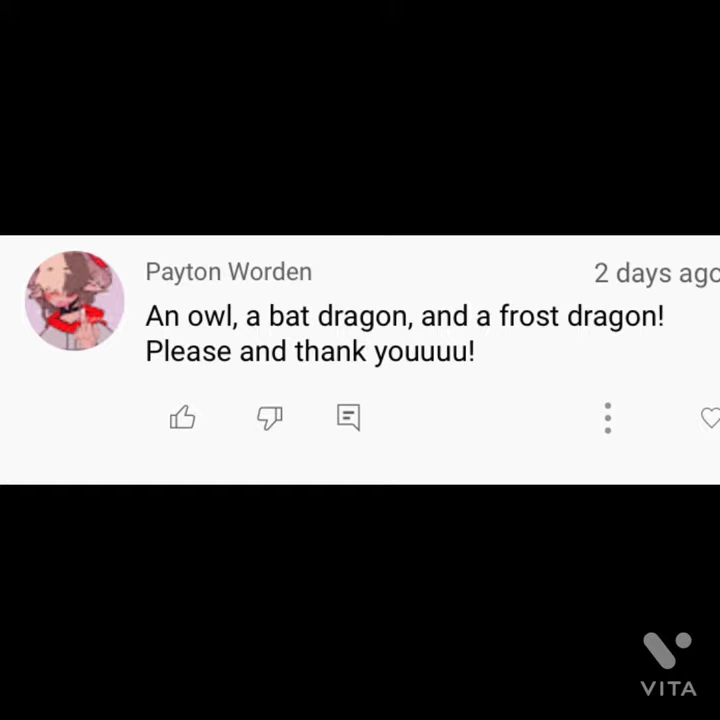 Payton Worden
2 days ago
An owl, a bat dragon, and a frost dragon!
Please and thank youuuu!
VITA